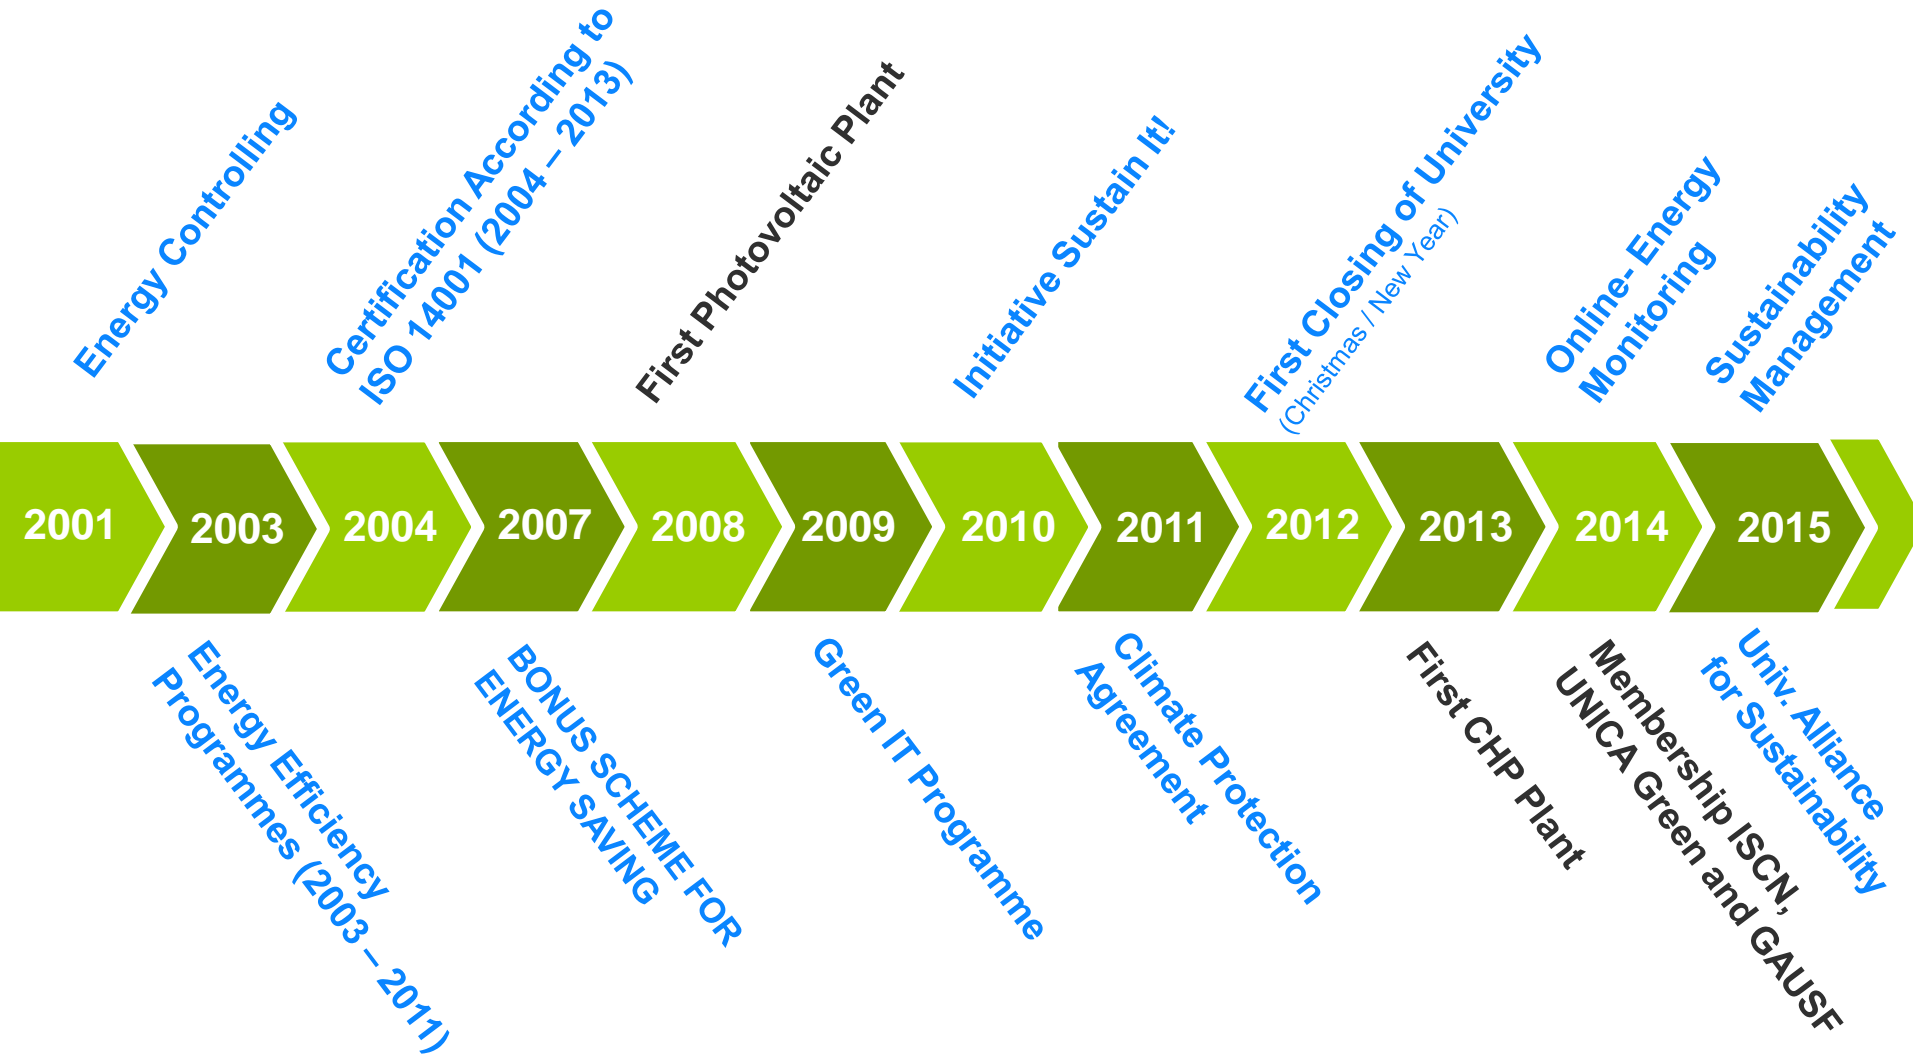 Energy Controlling
Certification According to
ISO 14001 (2004 – 2013)
First Photovoltaic Plant
Initiative Sustain It!
First Closing of University
(Christmas / New Year)
Online- Energy
Monitoring
Sustainability
Management
2001
2003
2004
2007
2008
2009
2010
2011
2012
2013
2014
2015
Energy Efficiency
Programmes (2003 – 2011)
BONUS SCHEME FOR
ENERGY SAVING
Green IT Programme
Climate Protection
Agreement
First CHP Plant
Membership ISCN,
UNICA Green and GAUSF
Univ. Alliance
for Sustainability